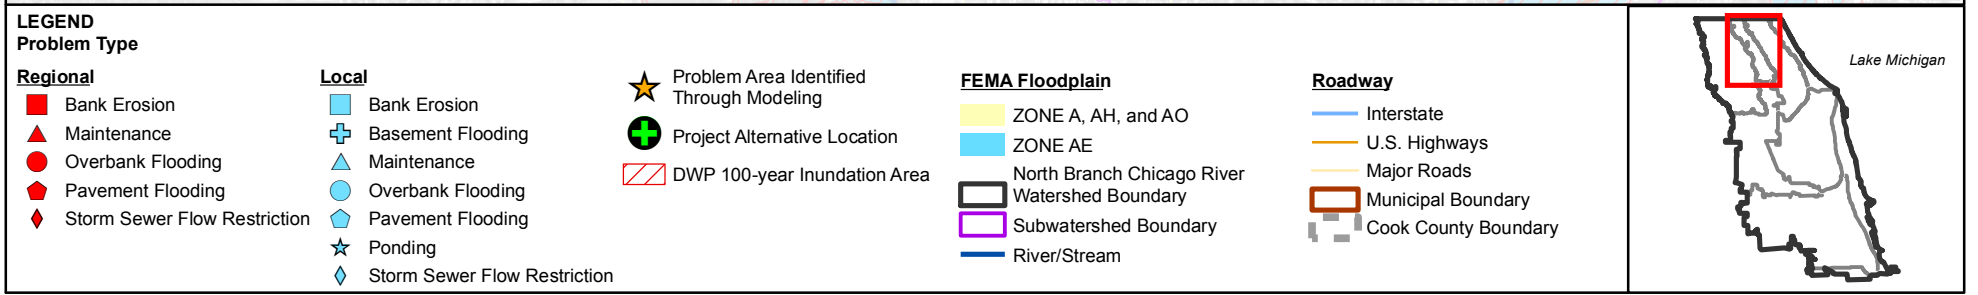 LEGEND
Problem Type
Regional
Bank Erosion
Maintenance
Overbank Flooding
Pavement Flooding
Storm Sewer Flow Restriction
Local
Bank Erosion
Basement Flooding
Maintenance
Overbank Flooding
Pavement Flooding
Ponding
Storm Sewer Flow Restriction
Problem Area Identified
Through Modeling
Project Alternative Location
DWP 100-year Inundation Area
FEMA Floodplain
ZONE A, AH, and AO
ZONE AE
North Branch Chicago River
Watershed Boundary
Subwatershed Boundary
River/Stream
Roadway
Interstate
U.S. Highways
Major Roads
Municipal Boundary
Cook County Boundary
Lake Michigan